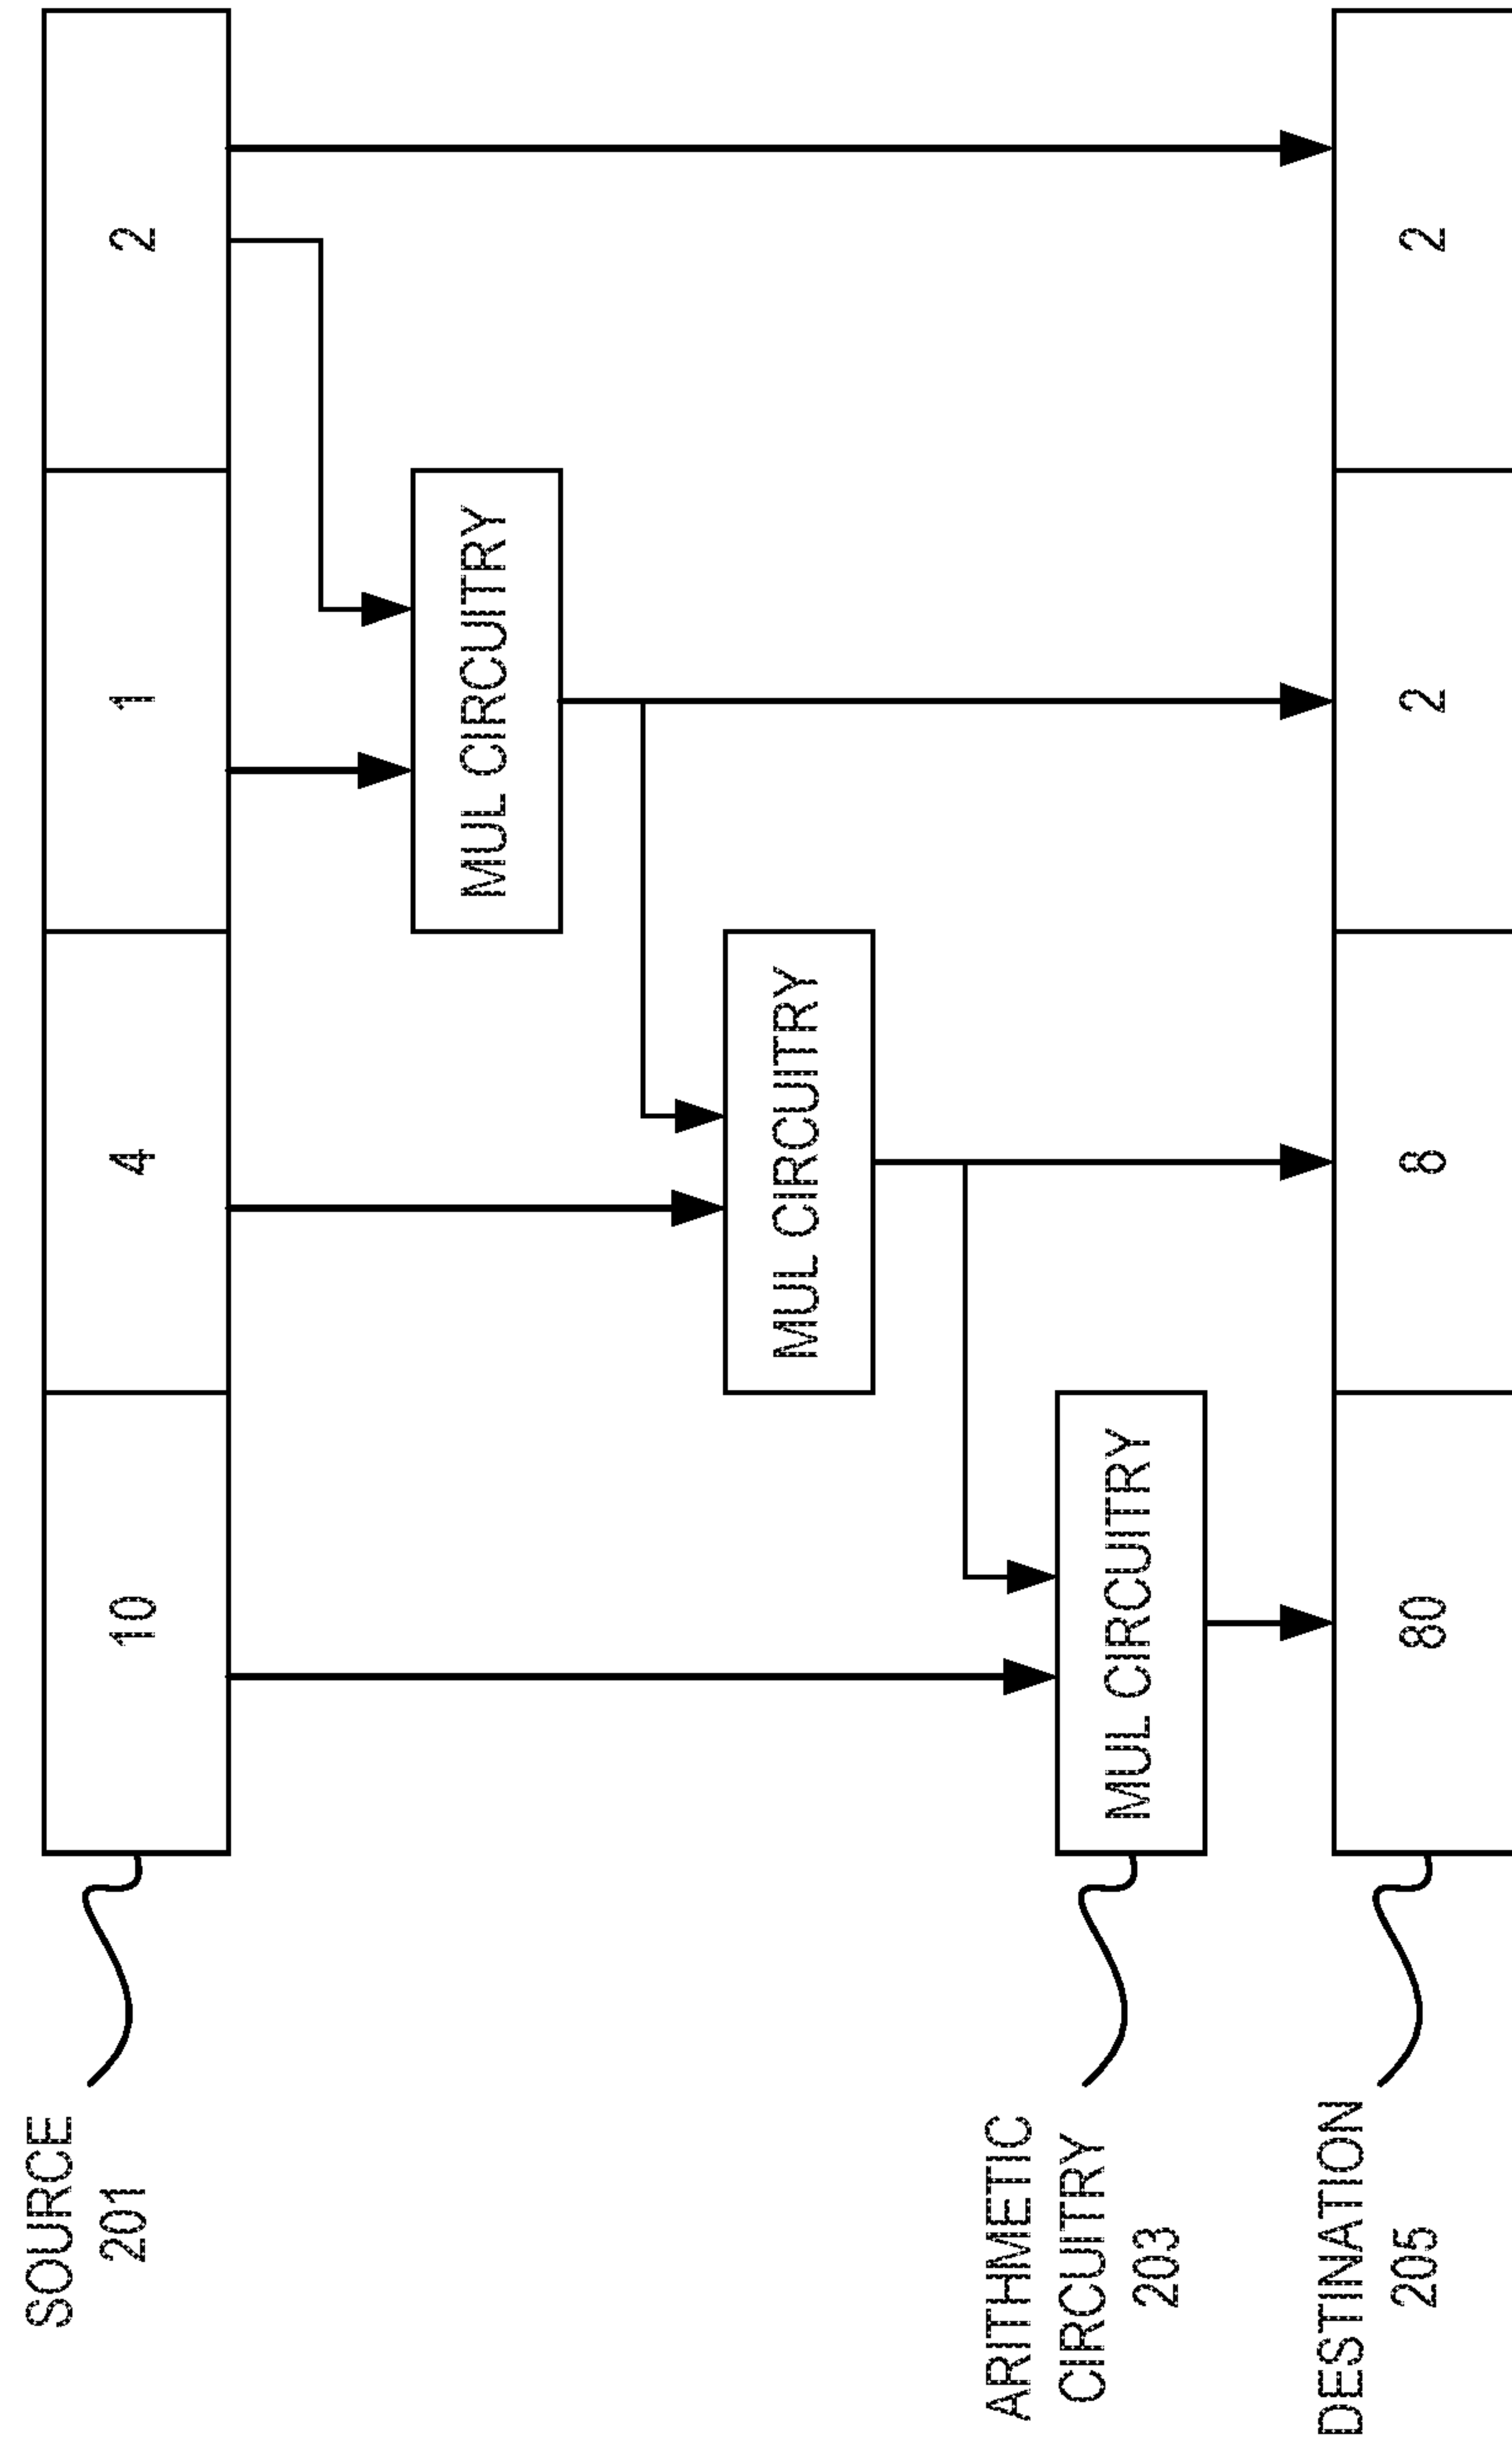 SOURCE
201
10
4
1
2
MUL CIRCUITRY
MUL CIRCUITRY
ARITHMETIC
CIRCUITRY
203
MUL CIRCUITRY
DESTINATION
205
80
8
2
2